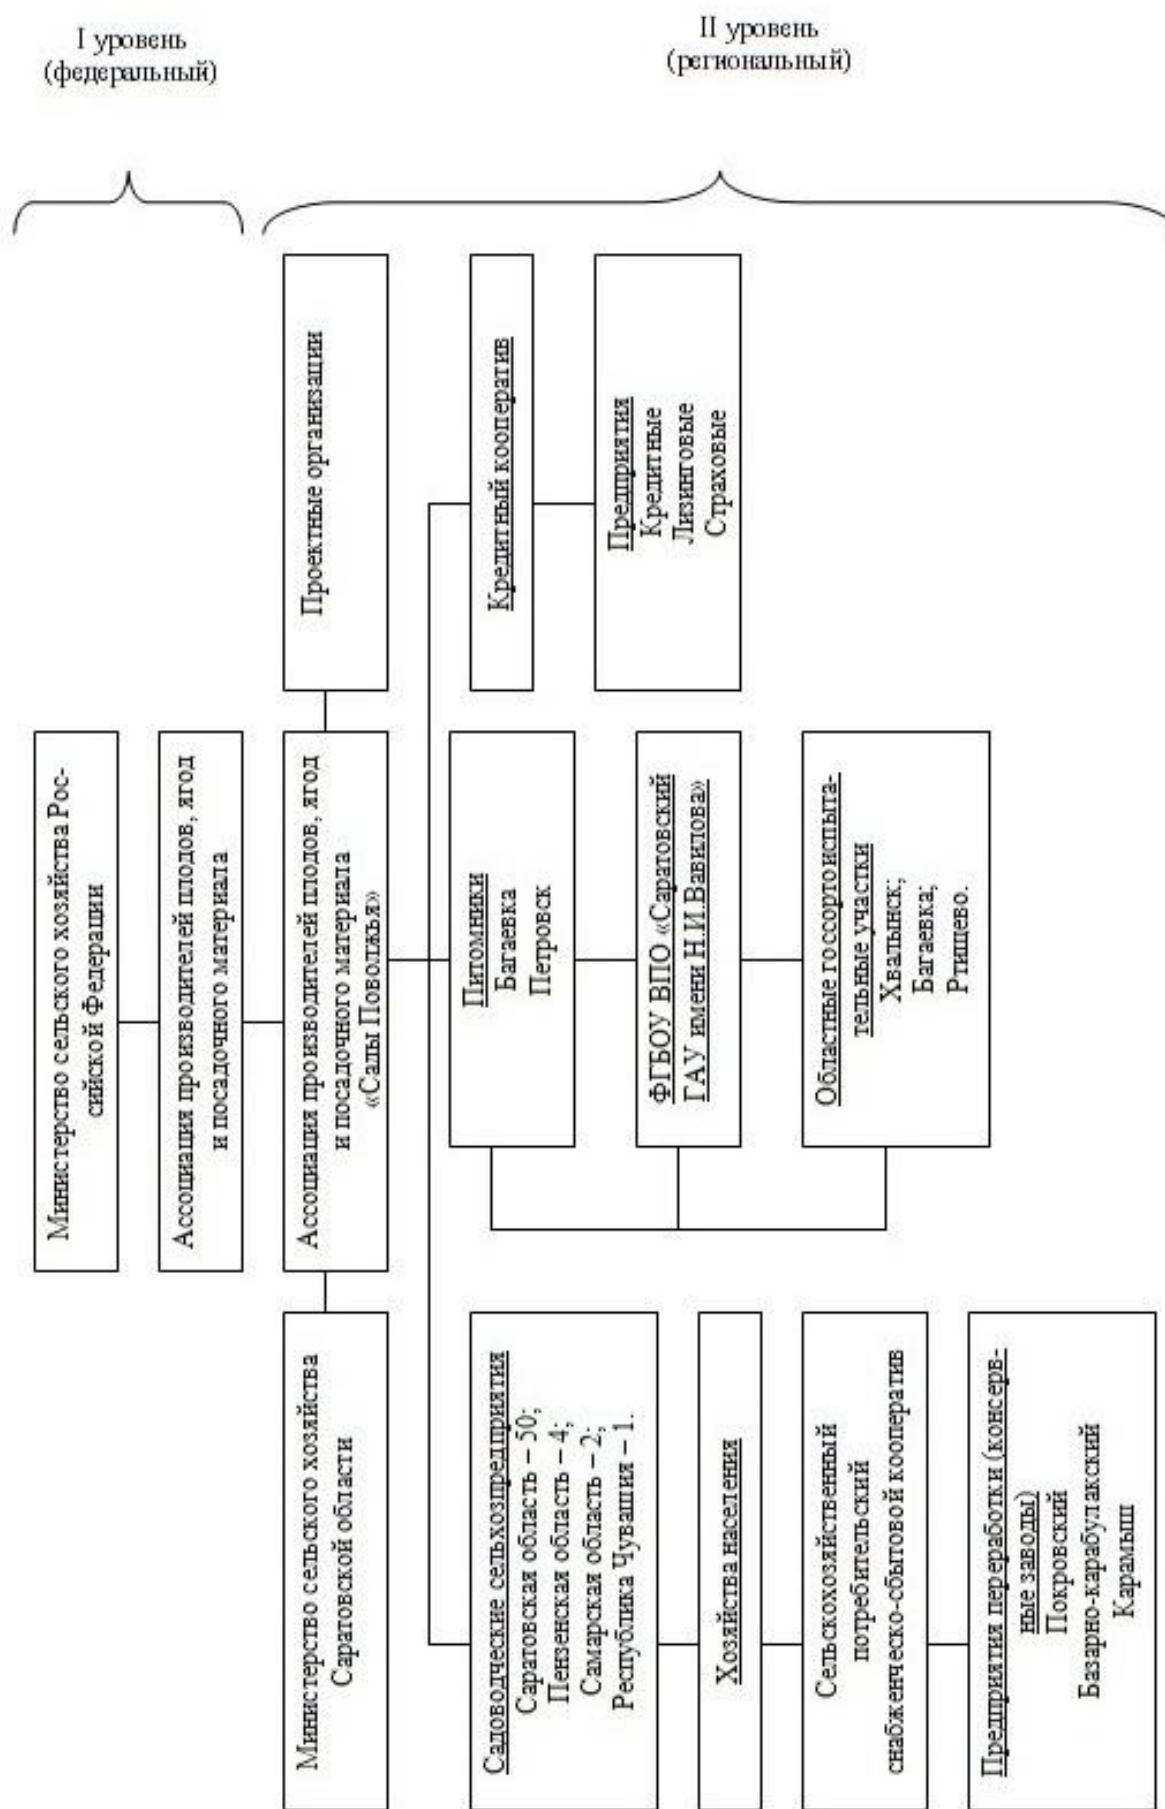 I уровень
(федеральный)
II уровень
(региональный)
Министерство сельского хозяйства Рос-
сийской Федерации
Ассоциация производителей плодов, ягод
и посадочного материала
Министерство сельского хозяйства
Саратовской области
Ассоциация производителей плодов, ягод
и посадочного материала
«Сады Поволжья»
Проектные организации
Садоводческие сельхозпредприятия
Саратовская область – 50;
Пензенская область – 4;
Самарская область – 2;
Республика Чувашия – 1.
Хозяйства населения
Сельскохозяйственный
потребительский
снабженческо-сбытовой кооператив
Предприятия переработки (консерв-
ные заводы)
Покровский
Базарно-карабулакский
Карамыш
Питомники
Багаевка
Петровск
ФГБОУ ВПО «Саратовский
ГАУ имени Н.И.Вавилова»
Областные госсортоиспыта-
тельные участки
Хвалынск;
Багаевка;
Ртищево.
Кредитный кооператив
Предприятия
Кредитные
Лизинговые
Страховые